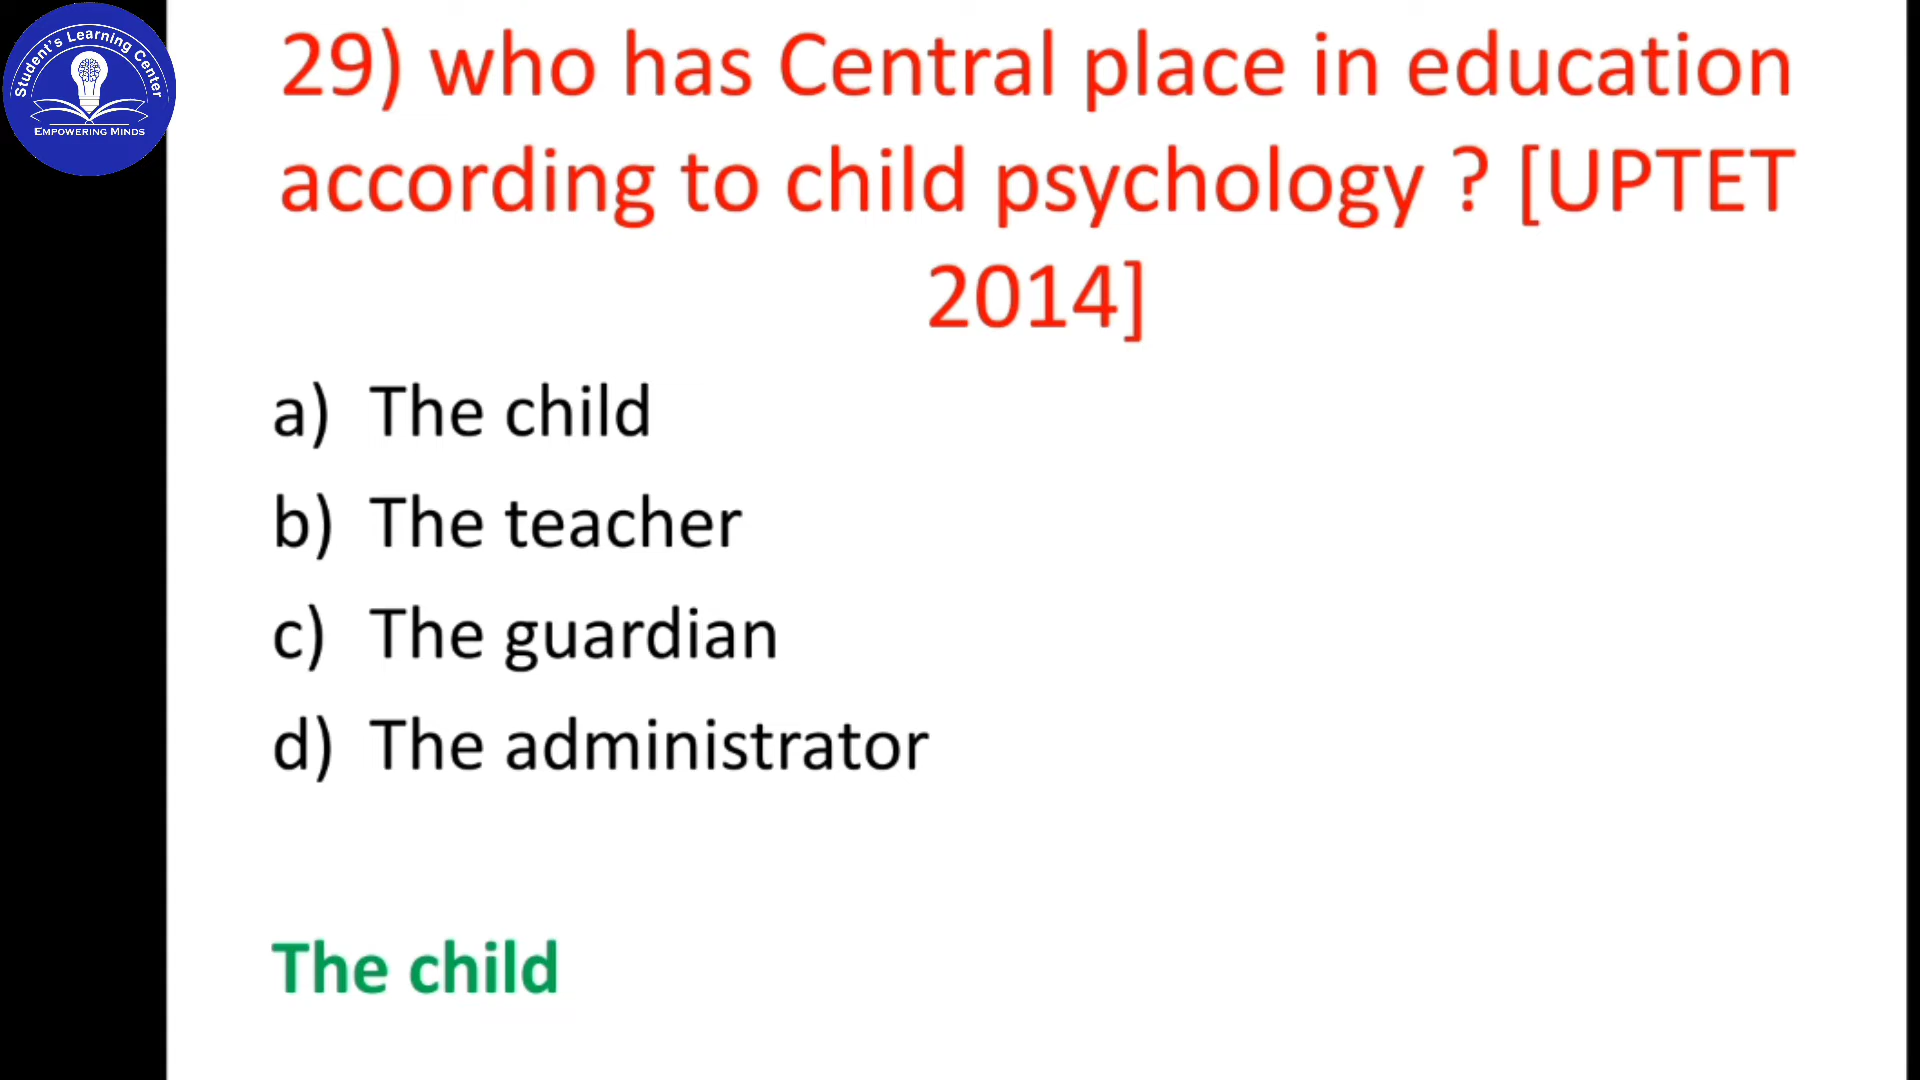 Student's Learning Center
EMPOWERING MINDS
29) who has Central place in education
according to child psychology ? [UPTET
2014]
a) The child
b) The teacher
c) The guardian
d) The administrator
The child